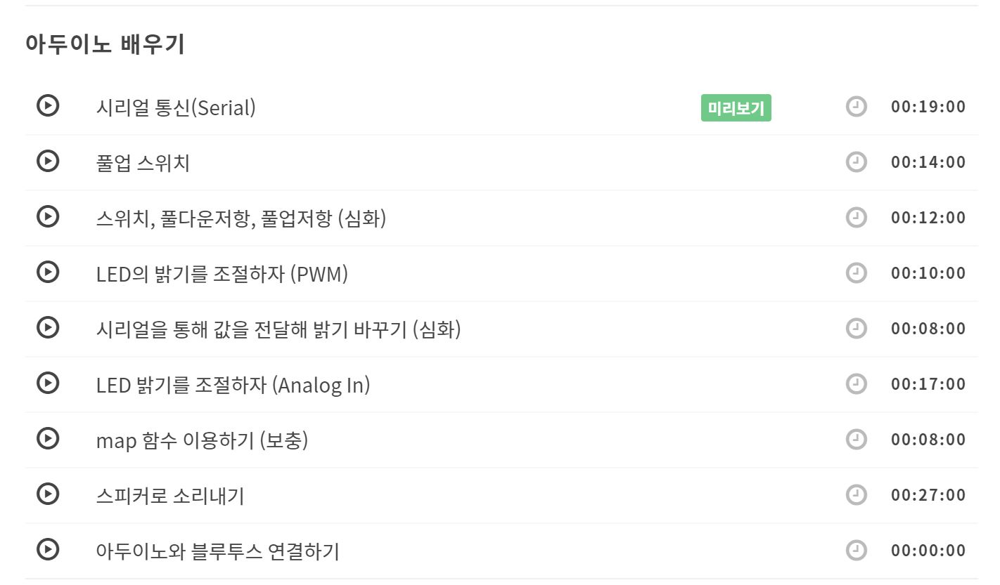 아두이노 배우기
시리얼 통신(Serial) 미리보기 00:19:00
풀업 스위치 00:14:00
스위치, 풀다운저항, 풀업저항 (심화) 00:12:00
LED의 밝기를 조절하자 (PWM) 00:10:00
시리얼을 통해 값을 전달해 밝기 바꾸기 (심화) 00:08:00
LED 밝기를 조절하자 (Analog In) 00:17:00
map 함수 이용하기 (보충) 00:08:00
스피커로 소리내기 00:27:00
아두이노와 블루투스 연결하기 00:00:00